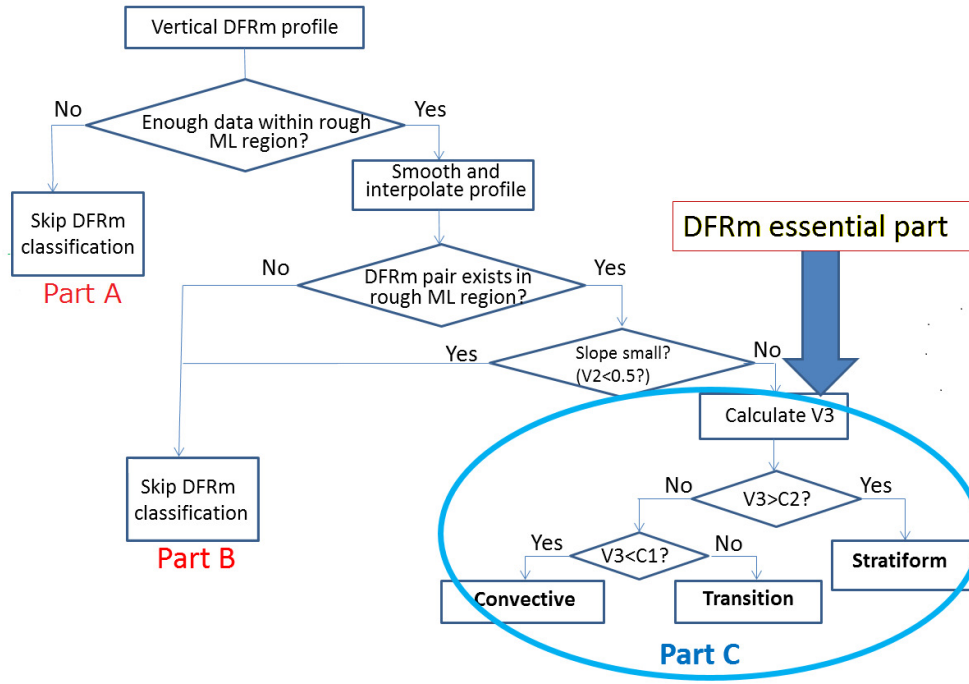 Vertical DFRm profile
No
Yes
Enough data within rough
ML region?
Smooth and
interpolate profile
Skip DFRm
classification
Part A
DFRm essential part
No
Yes
DFRm pair exists in
rough ML region?
Yes
No
Slope small?
(V2<0.5?)
Calculate V3
Skip DFRm
classification
Part B
No
Yes
V3>C2?
Yes
No
V3<C1?
Stratiform
Convective
Transition
Part C